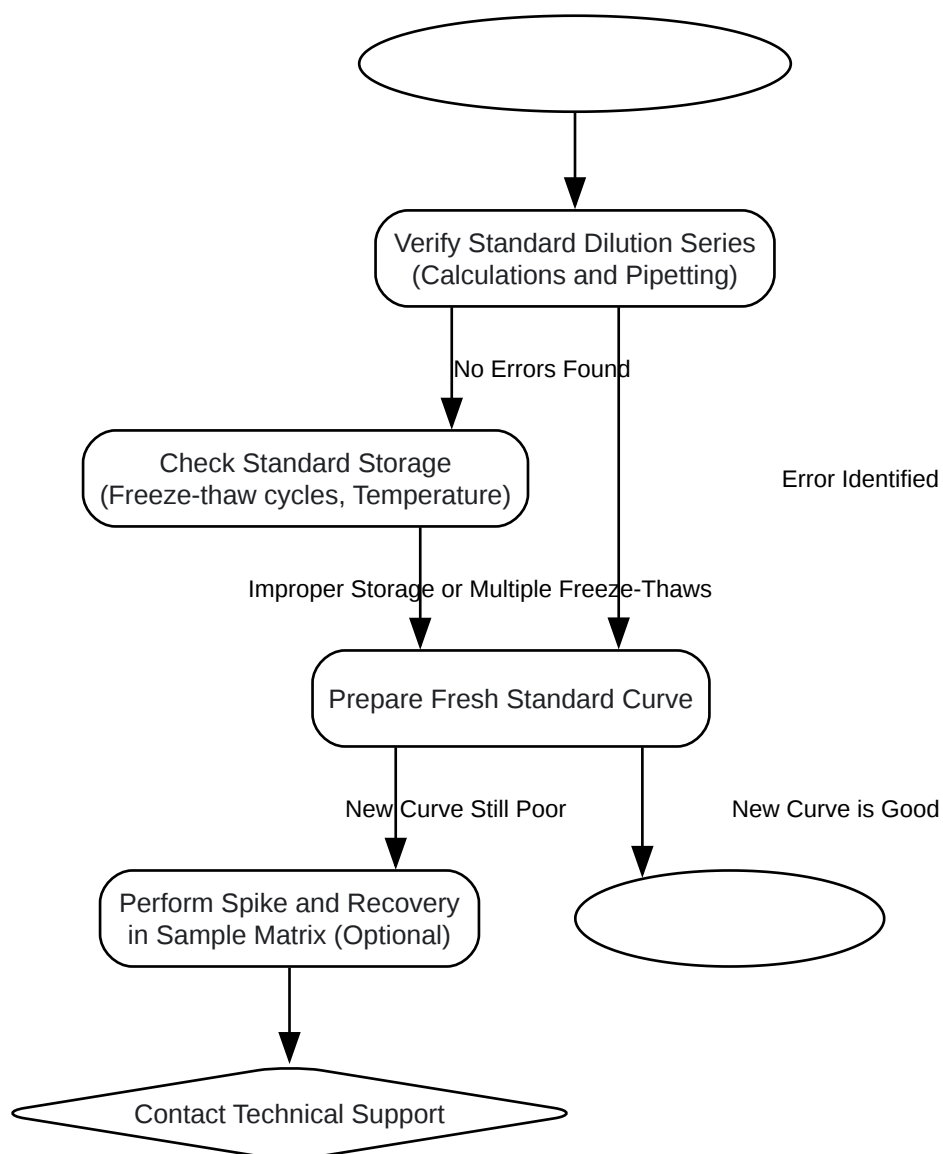 Verify Standard Dilution Series
(Calculations and Pipetting)
No Errors Found
Check Standard Storage
(Freeze-thaw cycles, Temperature)
Error Identified
Improper Storage or Multiple Freeze-Thaws
Prepare Fresh Standard Curve
New Curve Still Poor
New Curve is Good
Perform Spike and Recovery
in Sample Matrix (Optional)
Contact Technical Support